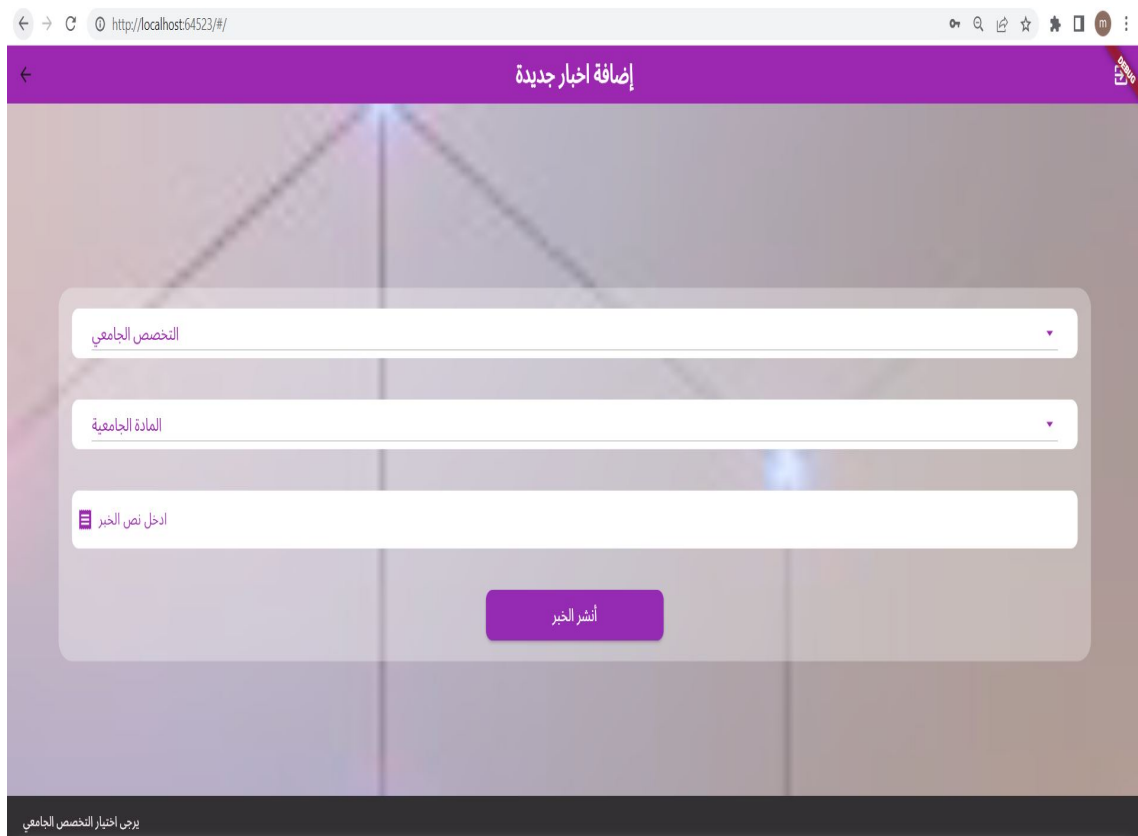 http://localhost:64523/#/
m
إضافة اخبار جديدة
DEBUG
التخصص الجامعي
المادة الجامعية
ادخل نص الخبر
أنشر الخبر
يرجى اختيار التخصص الجامعي